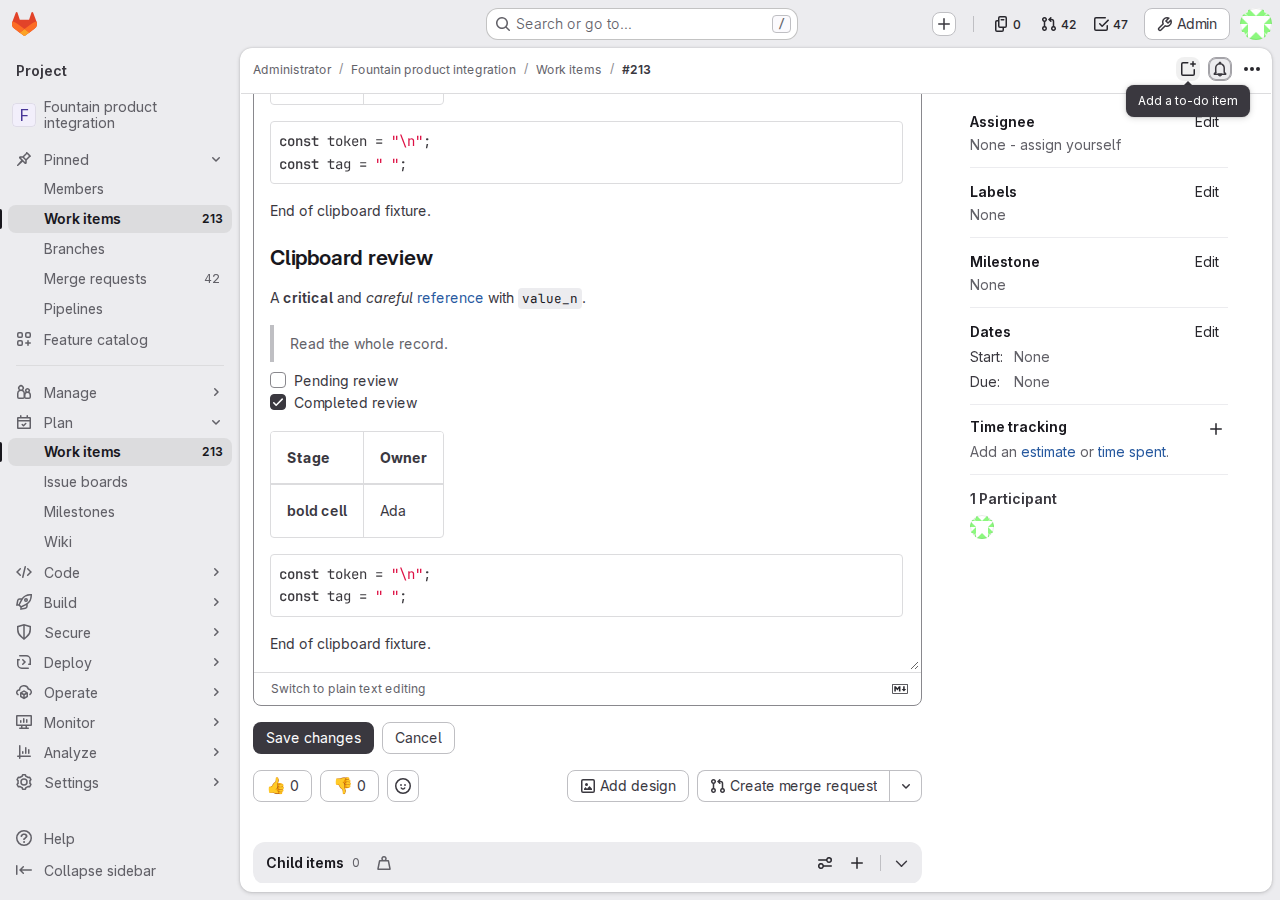 Search or go to...
/
0
42
47
Admin
Project
F
Fountain product integration
Pinned
Members
Work items
213
Branches
Merge requests
42
Pipelines
Feature catalog
Manage
Plan
Work items
213
Issue boards
Milestones
Wiki
Code
Build
Secure
Deploy
Operate
Monitor
Analyze
Settings
Help
Collapse sidebar
Administrator / Fountain product integration / Work items / #213
Add a to-do item
const token = "\n";
const tag = " ";
End of clipboard fixture.
Clipboard review
A critical and careful reference with value_n.
Read the whole record.
Pending review
Completed review
Stage Owner
bold cell Ada
const token = "\n";
const tag = " ";
End of clipboard fixture.
Switch to plain text editing
Save changes
Cancel
👍 0
👎 0
Add design
Create merge request
Child items 0
Assignee
Edit
None - assign yourself
Labels
Edit
None
Milestone
Edit
None
Dates
Edit
Start: None
Due: None
Time tracking
Add an estimate or time spent.
1 Participant